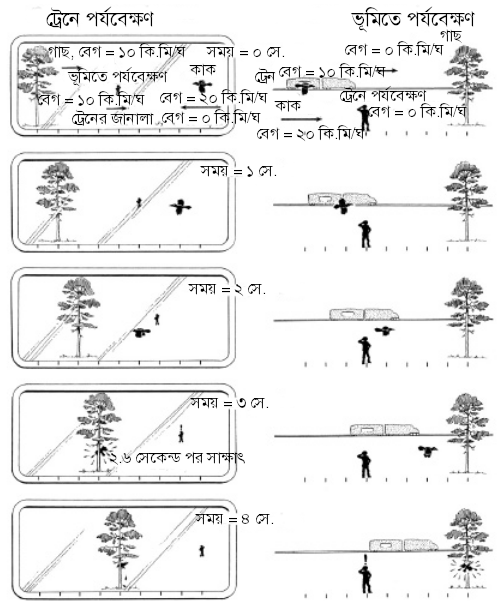 ট্রেনে পর্যবেক্ষণ
ভূমিতে পর্যবেক্ষণ
গাছ, বেগ = ১০ কি.মি/ঘ
সময় = ০ সে.
ভূমিতে পর্যবেক্ষণ
বেগ = ১০ কি.মি/ঘ
কাক
বেগ = ২০ কি.মি/ঘ
ট্রেনের জানালা
বেগ = ০ কি.মি/ঘ
গাছ
বেগ = ০ কি.মি/ঘ
ট্রেন
বেগ = ১০ কি.মি/ঘ
ট্রেনে পর্যবেক্ষণ
বেগ = ০ কি.মি/ঘ
কাক
বেগ = ২০ কি.মি/ঘ
সময় = ১ সে.
সময় = ২ সে.
সময় = ৩ সে.
২.৬ সেকেন্ড পর সাক্ষাৎ
সময় = ৪ সে.